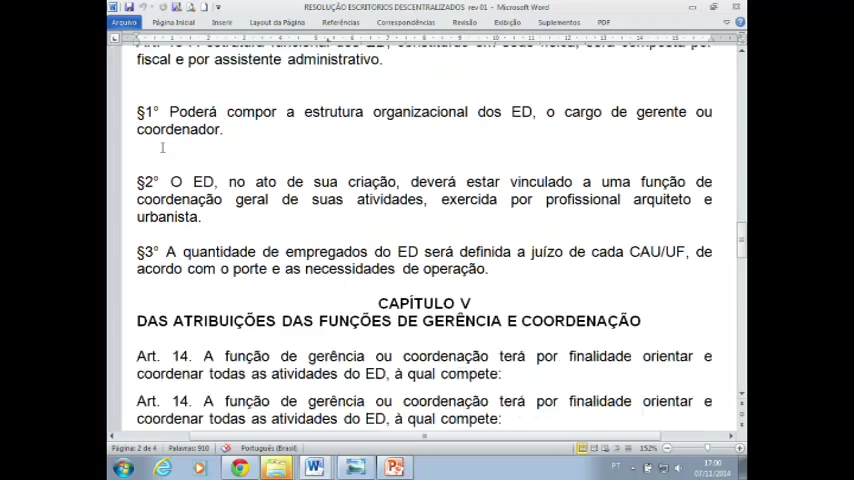 RESOLUÇÃO ESCRITORIOS DESCENTRALIZADOS rev 01 - Microsoft Word
Arquivo Página Inicial Inserir Layout da Página Referências Correspondências Revisão Exibição Suplementos PDF
fiscal e por assistente administrativo.
§1° Poderá compor a estrutura organizacional dos ED, o cargo de gerente ou
coordenador.
§2° O ED, no ato de sua criação, deverá estar vinculado a uma função de
coordenação geral de suas atividades, exercida por profissional arquiteto e
urbanista.
§3° A quantidade de empregados do ED será definida a juízo de cada CAU/UF, de
acordo com o porte e as necessidades de operação.
CAPÍTULO V
DAS ATRIBUIÇÕES DAS FUNÇÕES DE GERÊNCIA E COORDENAÇÃO
Art. 14. A função de gerência ou coordenação terá por finalidade orientar e
coordenar todas as atividades do ED, à qual compete:
Art. 14. A função de gerência ou coordenação terá por finalidade orientar e
coordenar todas as atividades do ED, à qual compete:
Página: 2 de 4 Palavras: 910 Português (Brasil) 152%
PT 17:00
07/11/2014